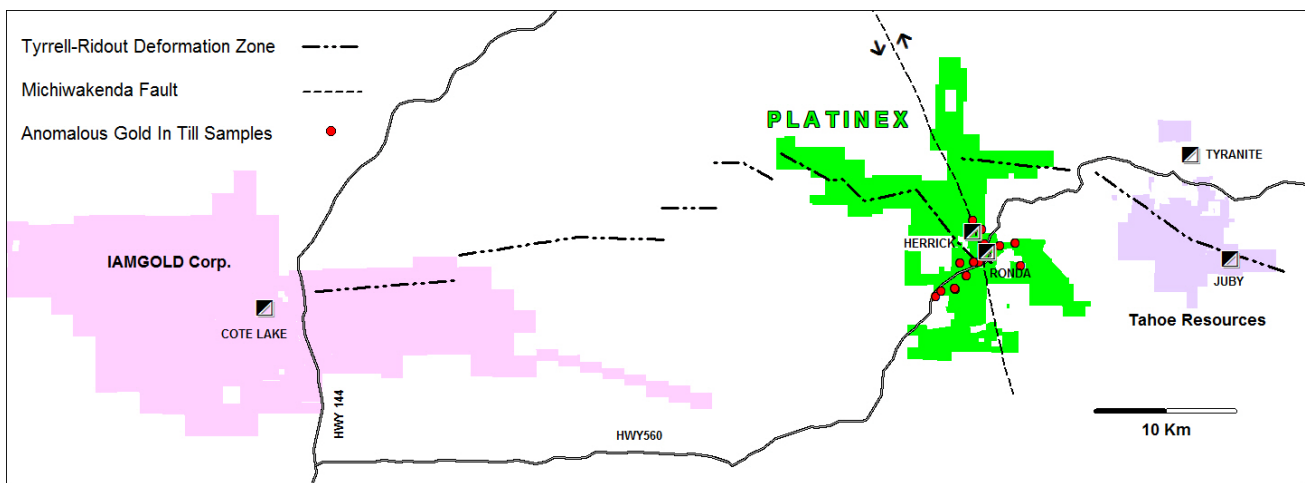 Tyrrell-Ridout Deformation Zone
Michiwakenda Fault
Anomalous Gold In Till Samples
PLATINEX
TYRANITE
HERRICK
RONDA
JUBY
Tahoe Resources
IAMGOLD Corp.
COTE LAKE
HWY 144
HWY560
10 Km